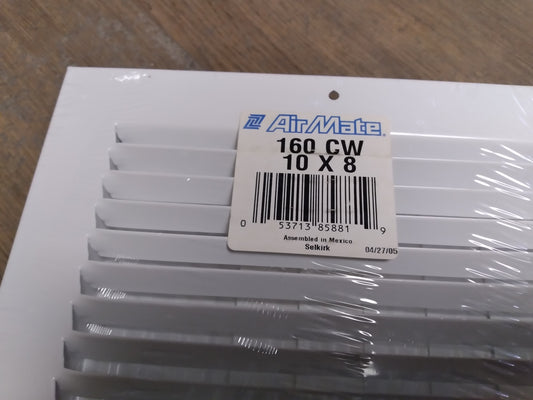 AirMate
160 CW
10 X 8
0 53713 85881 9
Assembled in Mexico
Selkirk
04/27/05